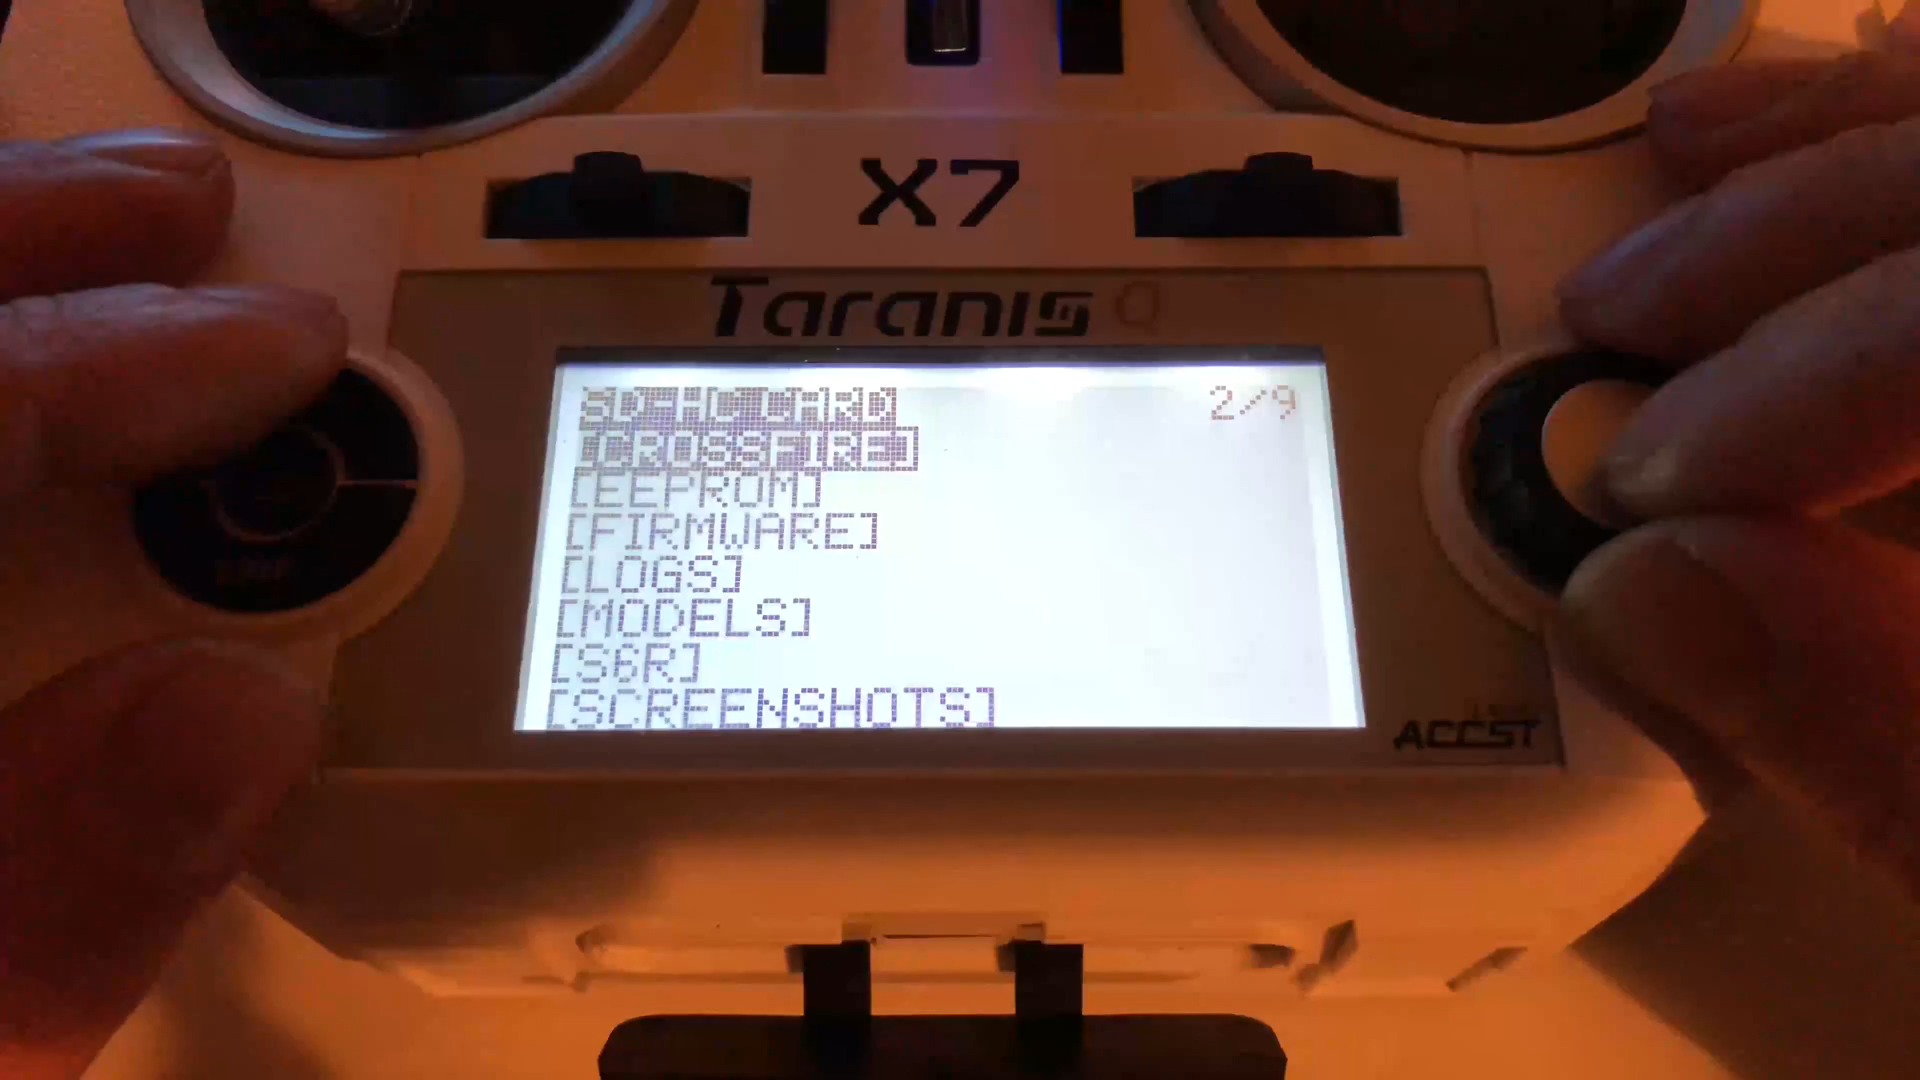 X7
Taranis Q
SD-HC CARD 2/9
[CROSSFIRE]
[EEPROM]
[FIRMWARE]
[LOGS]
[MODELS]
[S6R]
[SCREENSHOTS]
ACCST